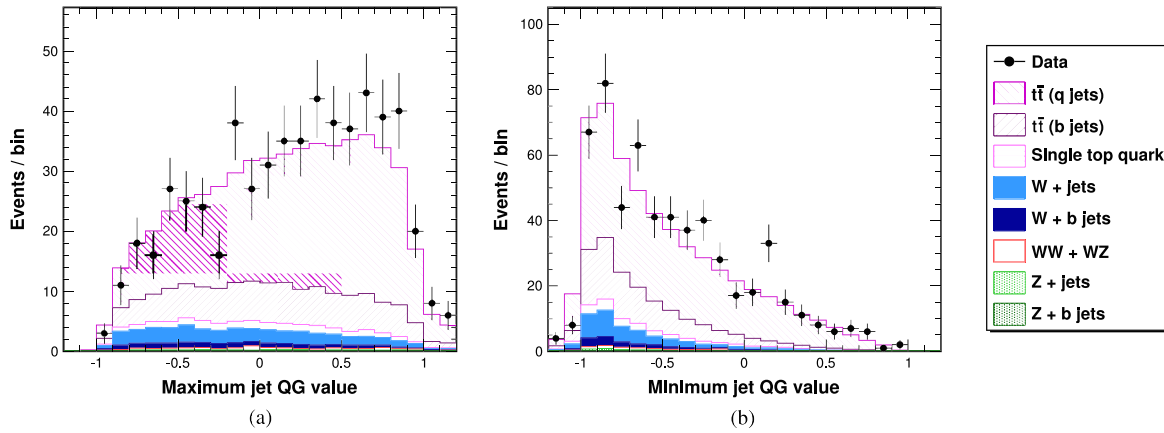 50
40
30
20
10
0
Events / bin
-1 -0.5 0 0.5 1
Maximum jet QG value
(a)
100
80
60
40
20
0
Events / bIn
-1 -0.5 0 0.5 1
MInImum jet QG value
(b)
Data
tt̅ (q jets)
tt̅ (b jets)
SIngle top quark
W + jets
W + b jets
WW + WZ
Z + jets
Z + b jets